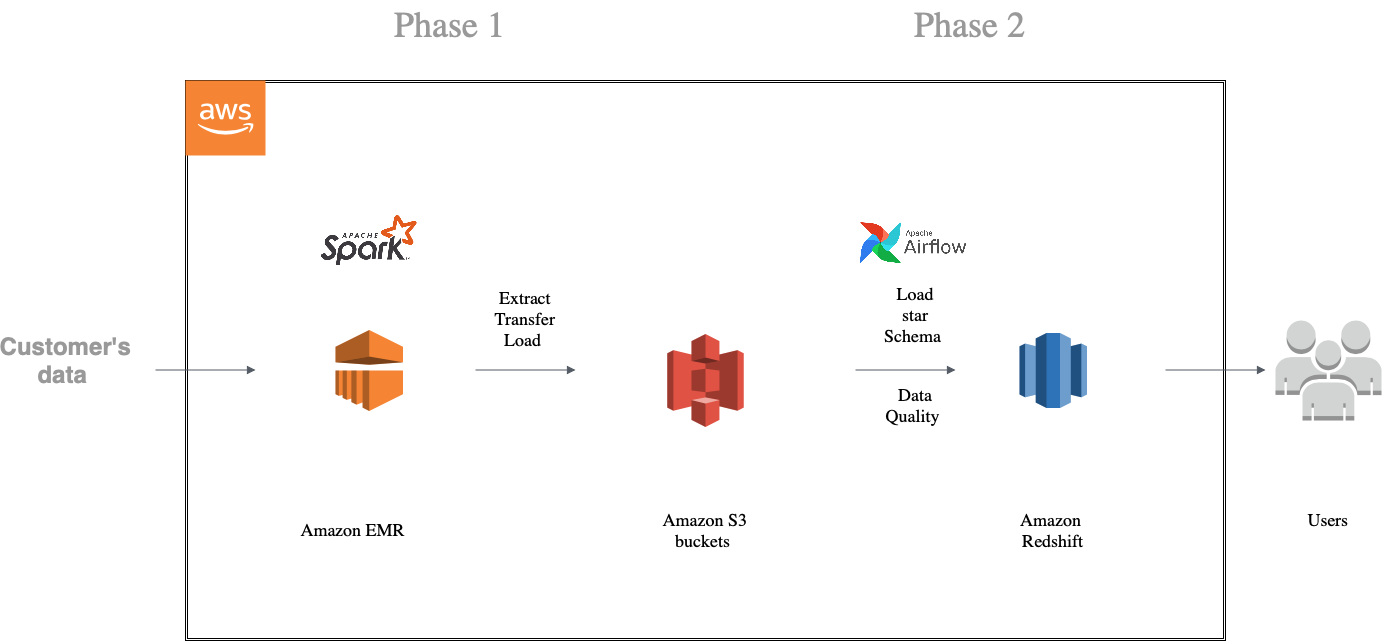 Phase 1
Phase 2
aws
APACHE
Spark
Apache
Airflow
Extract
Transfer
Load
Load
star
Schema
Customer's
data
Data
Quality
Amazon EMR
Amazon S3
buckets
Amazon
Redshift
Users